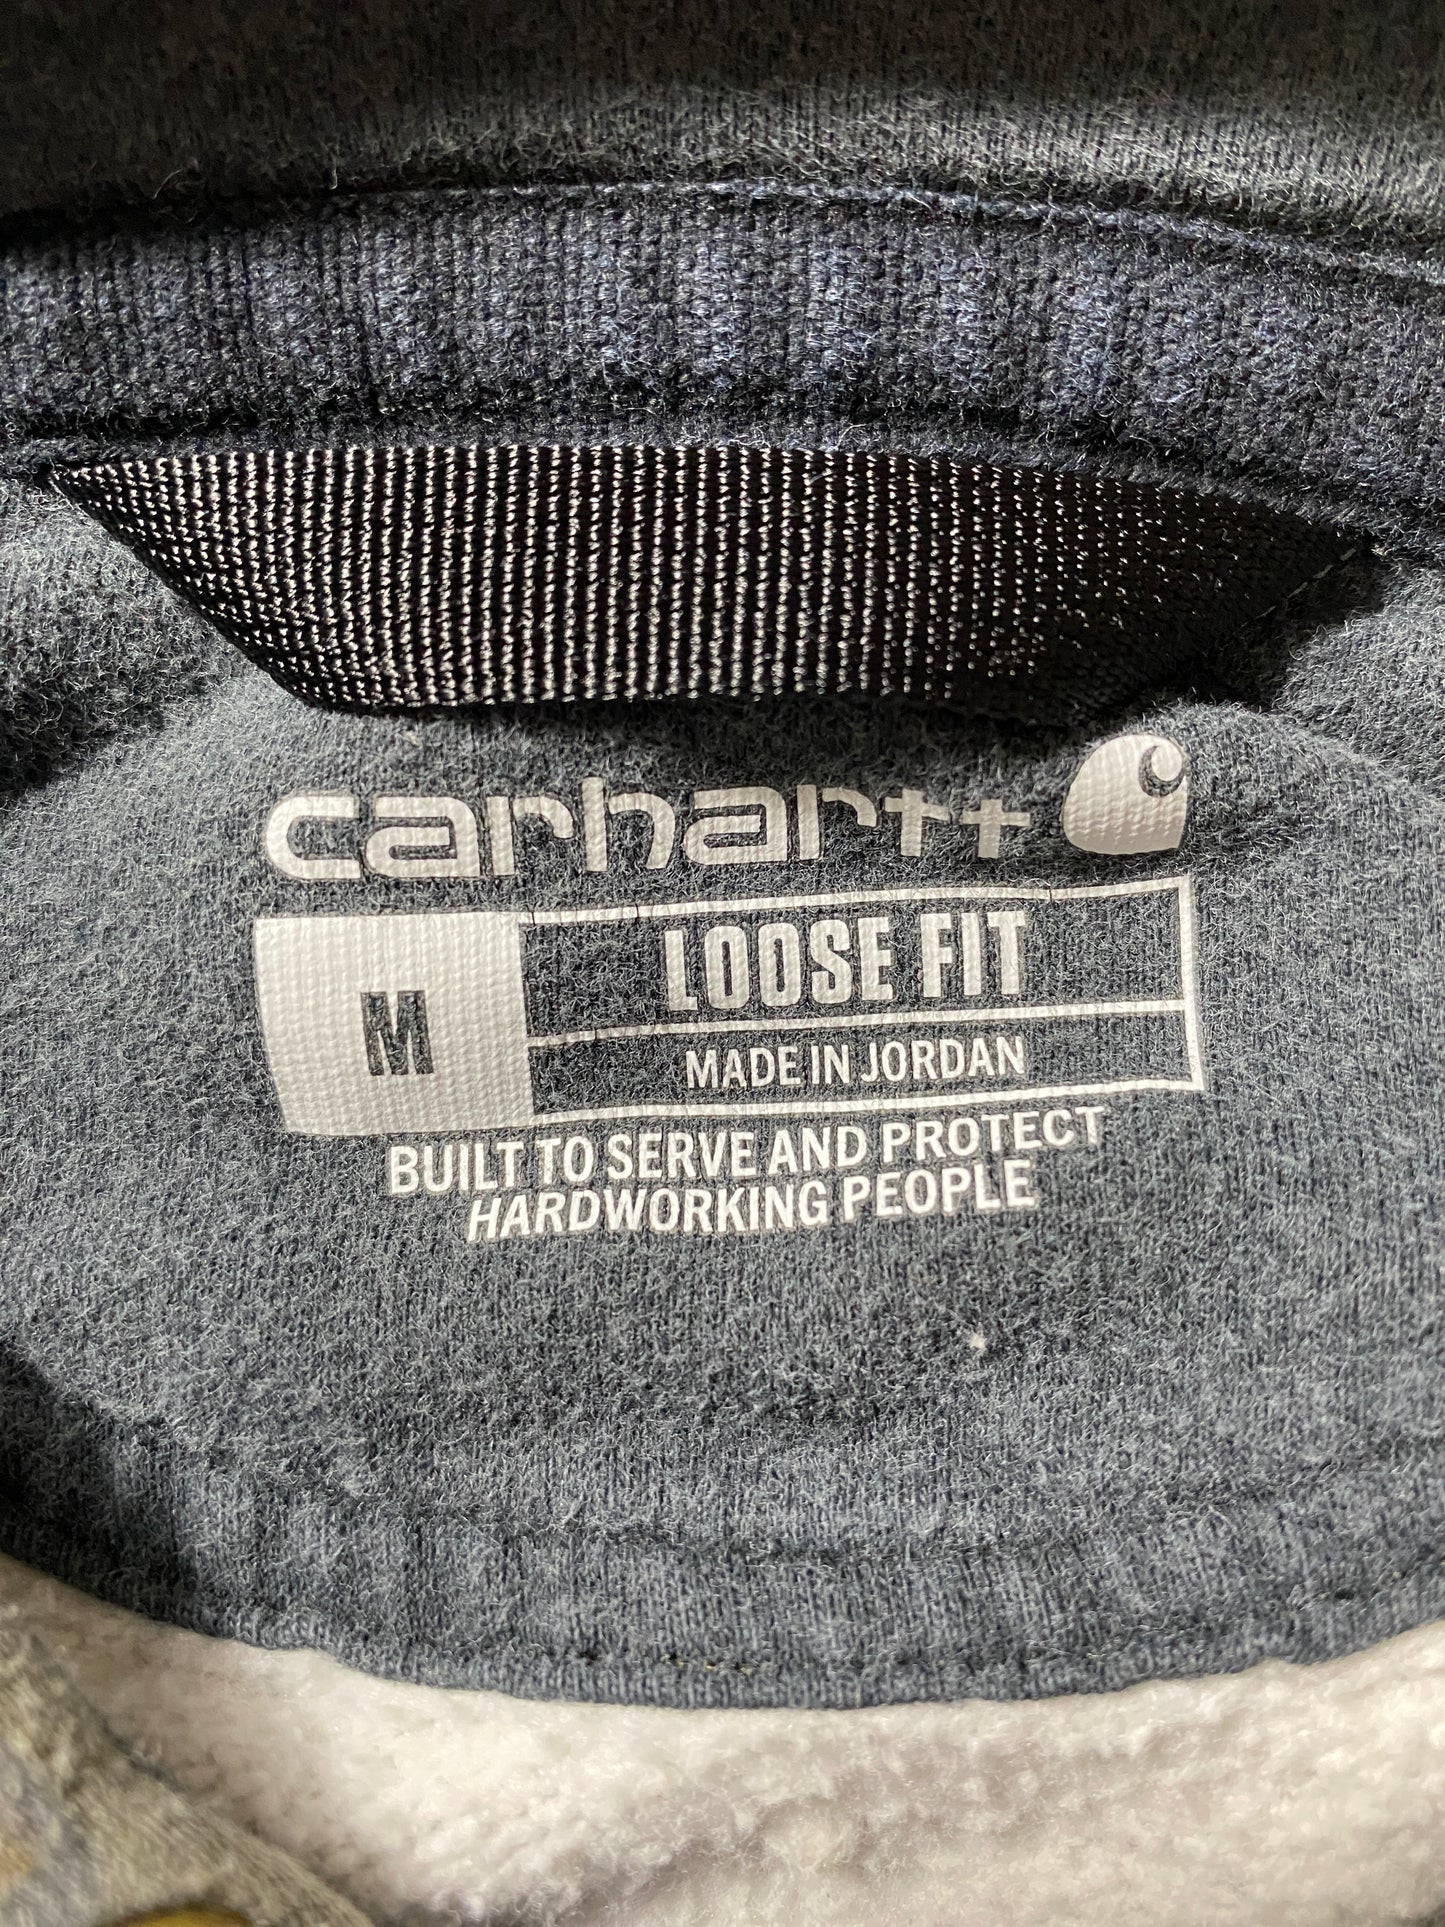 carhartt
M
LOOSE FIT
MADE IN JORDAN
BUILT TO SERVE AND PROTECT
HARDWORKING PEOPLE